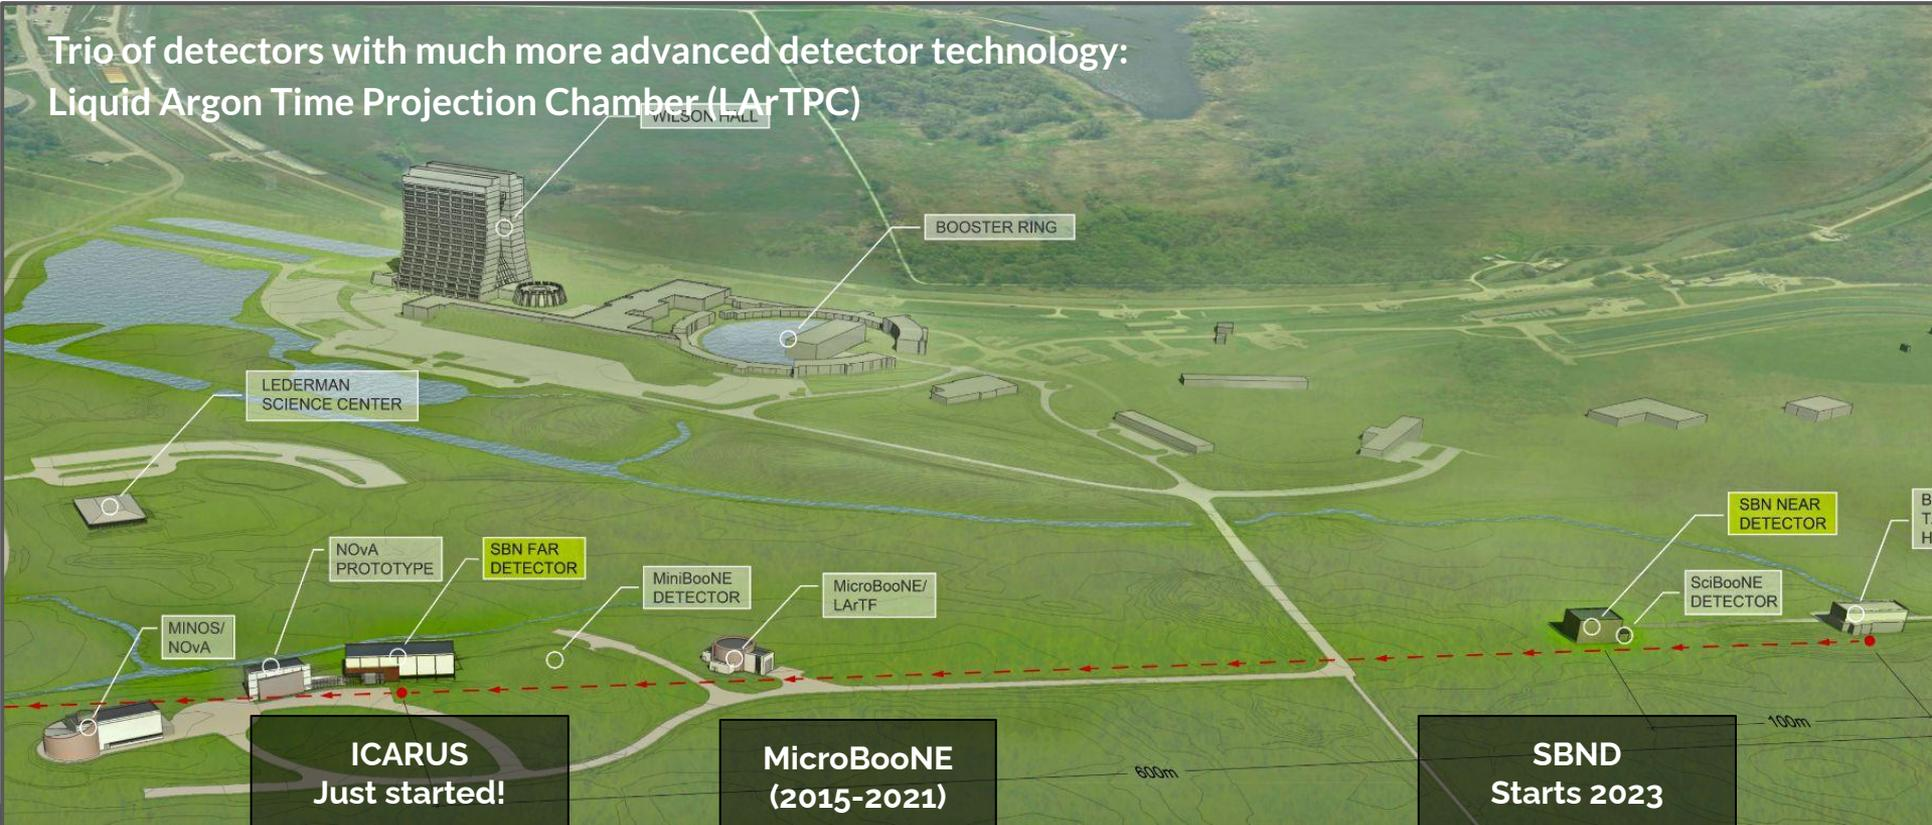 Trio of detectors with much more advanced detector technology:
Liquid Argon Time Projection Chamber (LArTPC)
WILSON HALL
BOOSTER RING
LEDERMAN
SCIENCE CENTER
SBN NEAR
DETECTOR
NOvA
PROTOTYPE
SBN FAR
DETECTOR
MiniBooNE
DETECTOR
MicroBooNE/
LArTF
SciBooNE
DETECTOR
MINOS/
NOvA
100m
600m
ICARUS
Just started!
MicroBooNE
(2015-2021)
SBND
Starts 2023